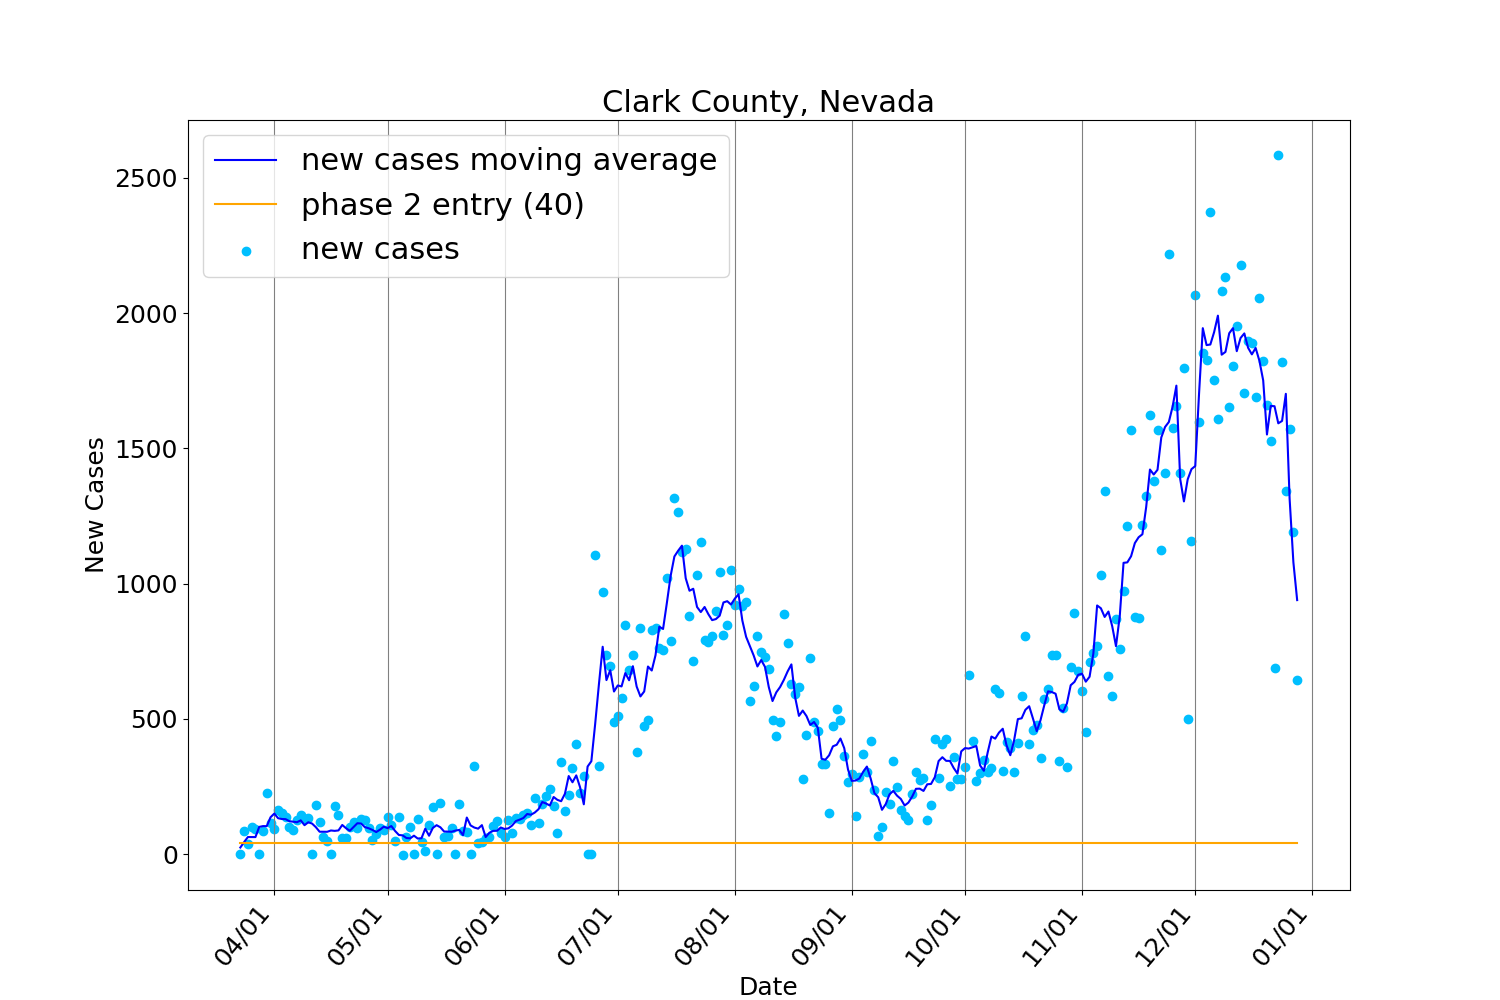 Clark County, Nevada
new cases moving average
phase 2 entry (40)
new cases
2500
2000
1500
1000
500
0
New Cases
04/01
05/01
06/01
07/01
08/01
09/01
10/01
11/01
12/01
01/01
Date